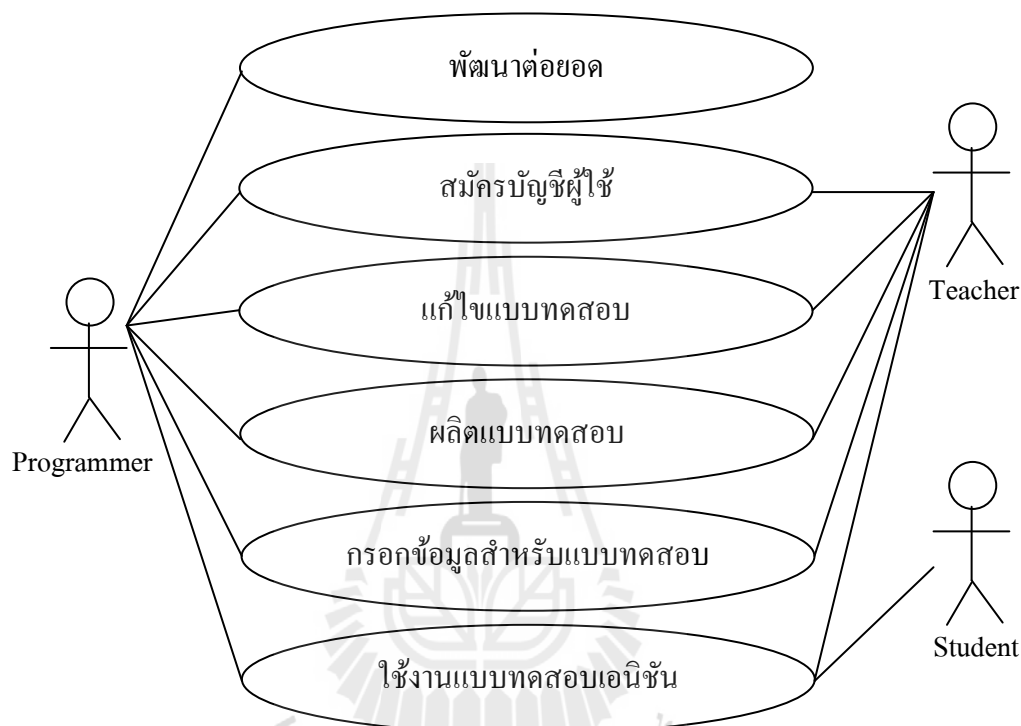 พัฒนาต่อยอด
สมัครบัญชีผู้ใช้
Teacher
แก้ไขแบบทดสอบ
ผลิตแบบทดสอบ
Programmer
กรอกข้อมูลสำหรับแบบทดสอบ
Student
ใช้งานแบบทดสอบเอนิชัน